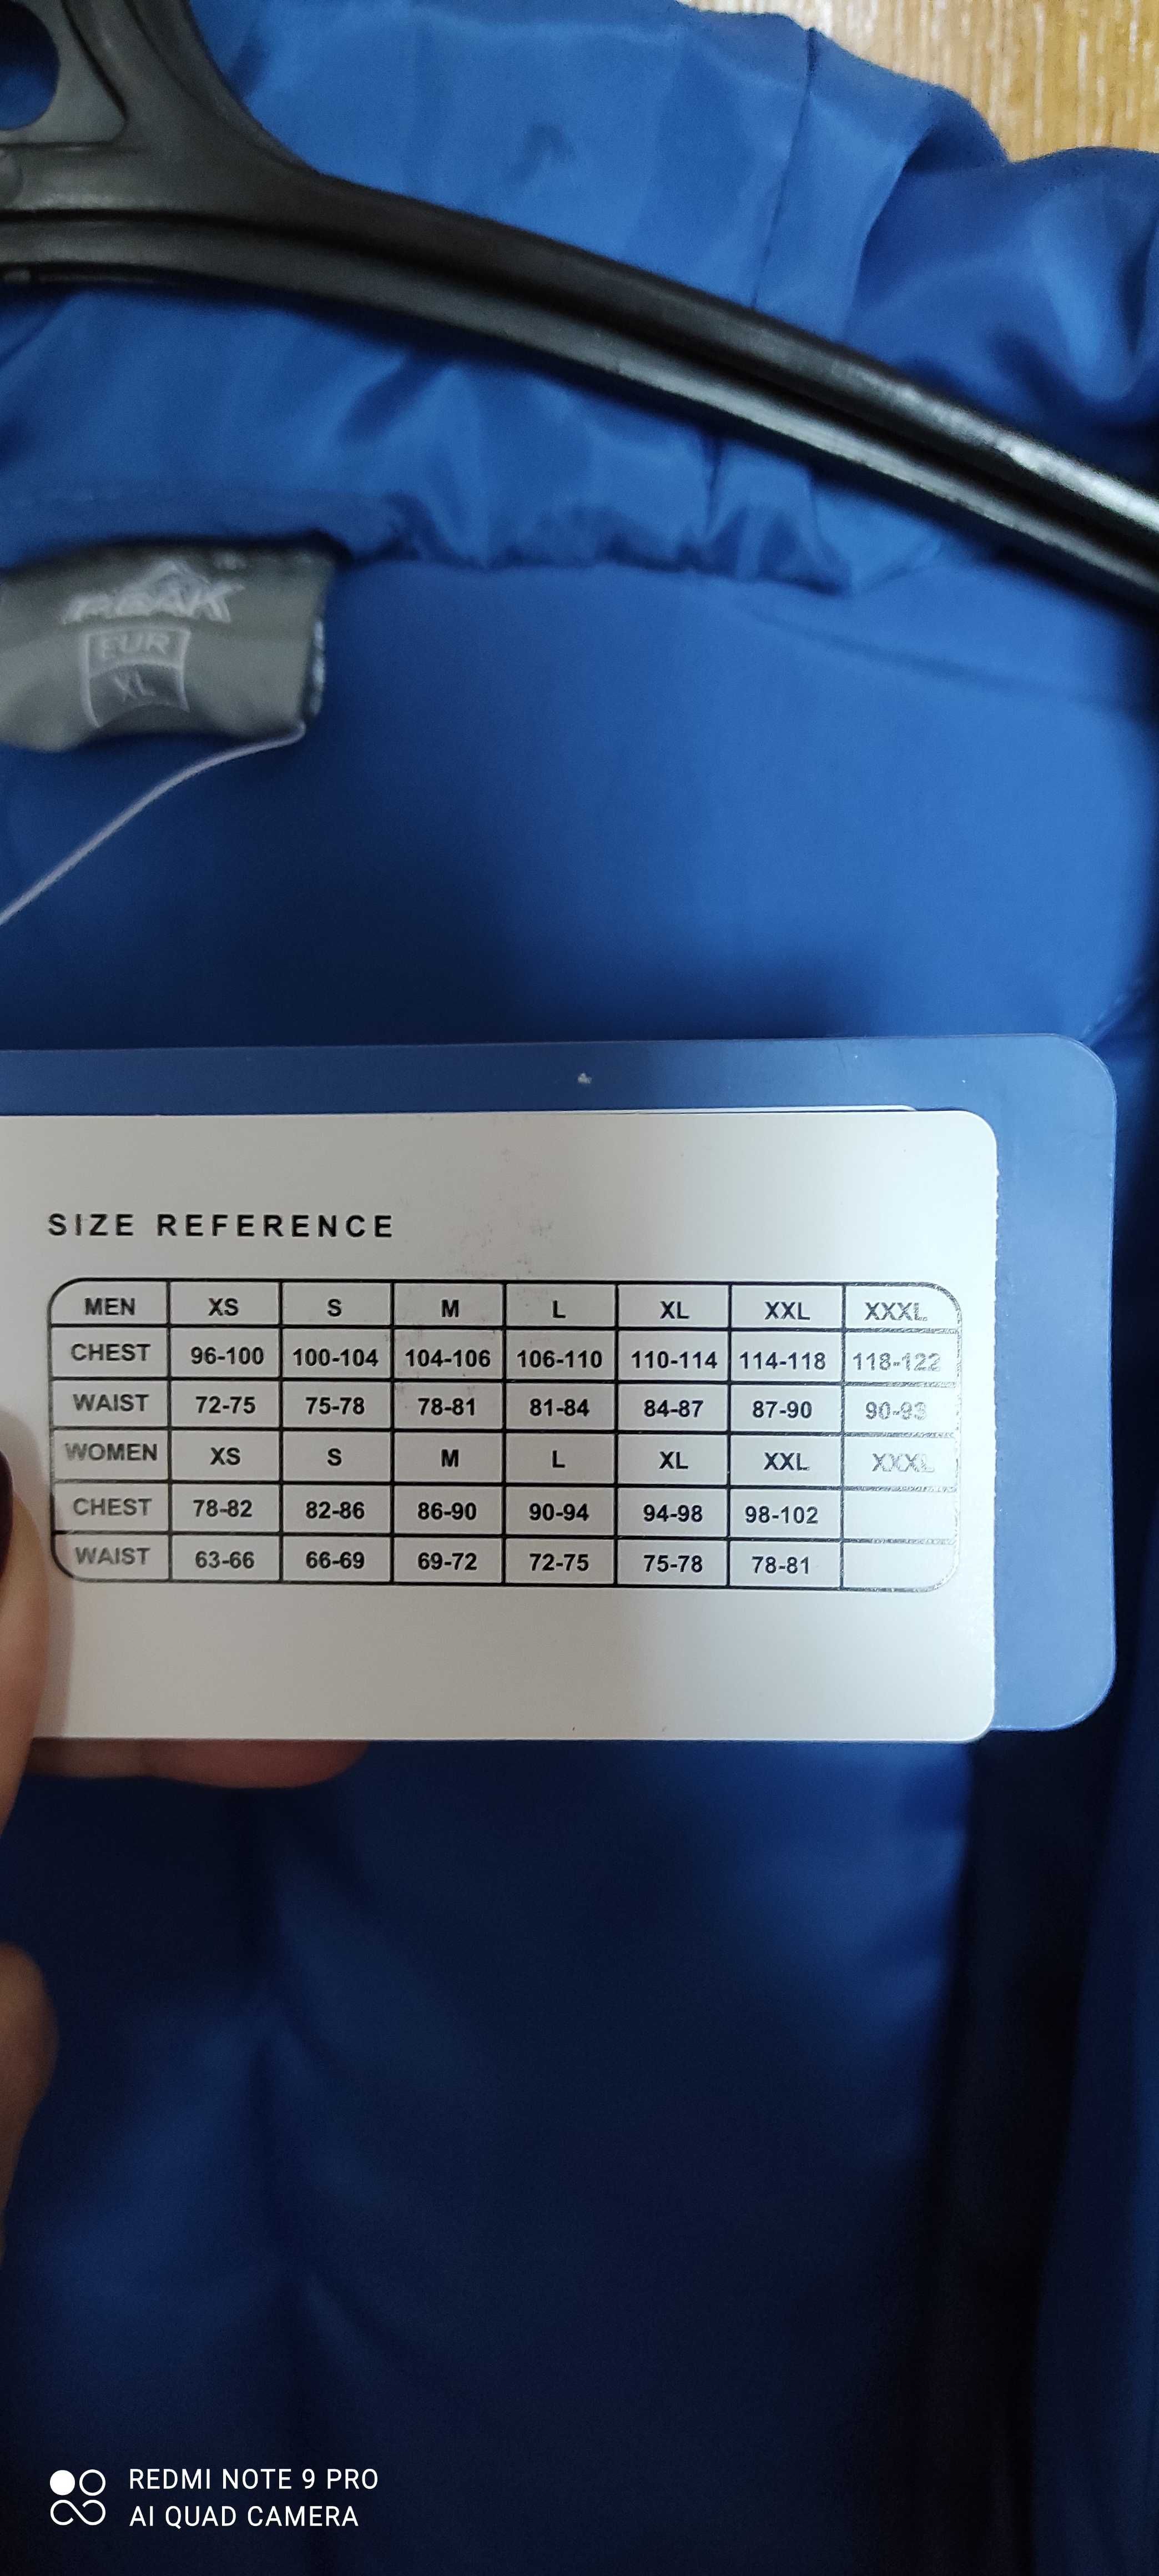 PEAK
EUR
XL
SIZE REFERENCE
MEN XS S M L XL XXL XXXL
CHEST 96-100 100-104 104-106 106-110 110-114 114-118 118-122
WAIST 72-75 75-78 78-81 81-84 84-87 87-90 90-93
WOMEN XS S M L XL XXL XXXL
CHEST 78-82 82-86 86-90 90-94 94-98 98-102
WAIST 63-66 66-69 69-72 72-75 75-78 78-81
REDMI NOTE 9 PRO
AI QUAD CAMERA